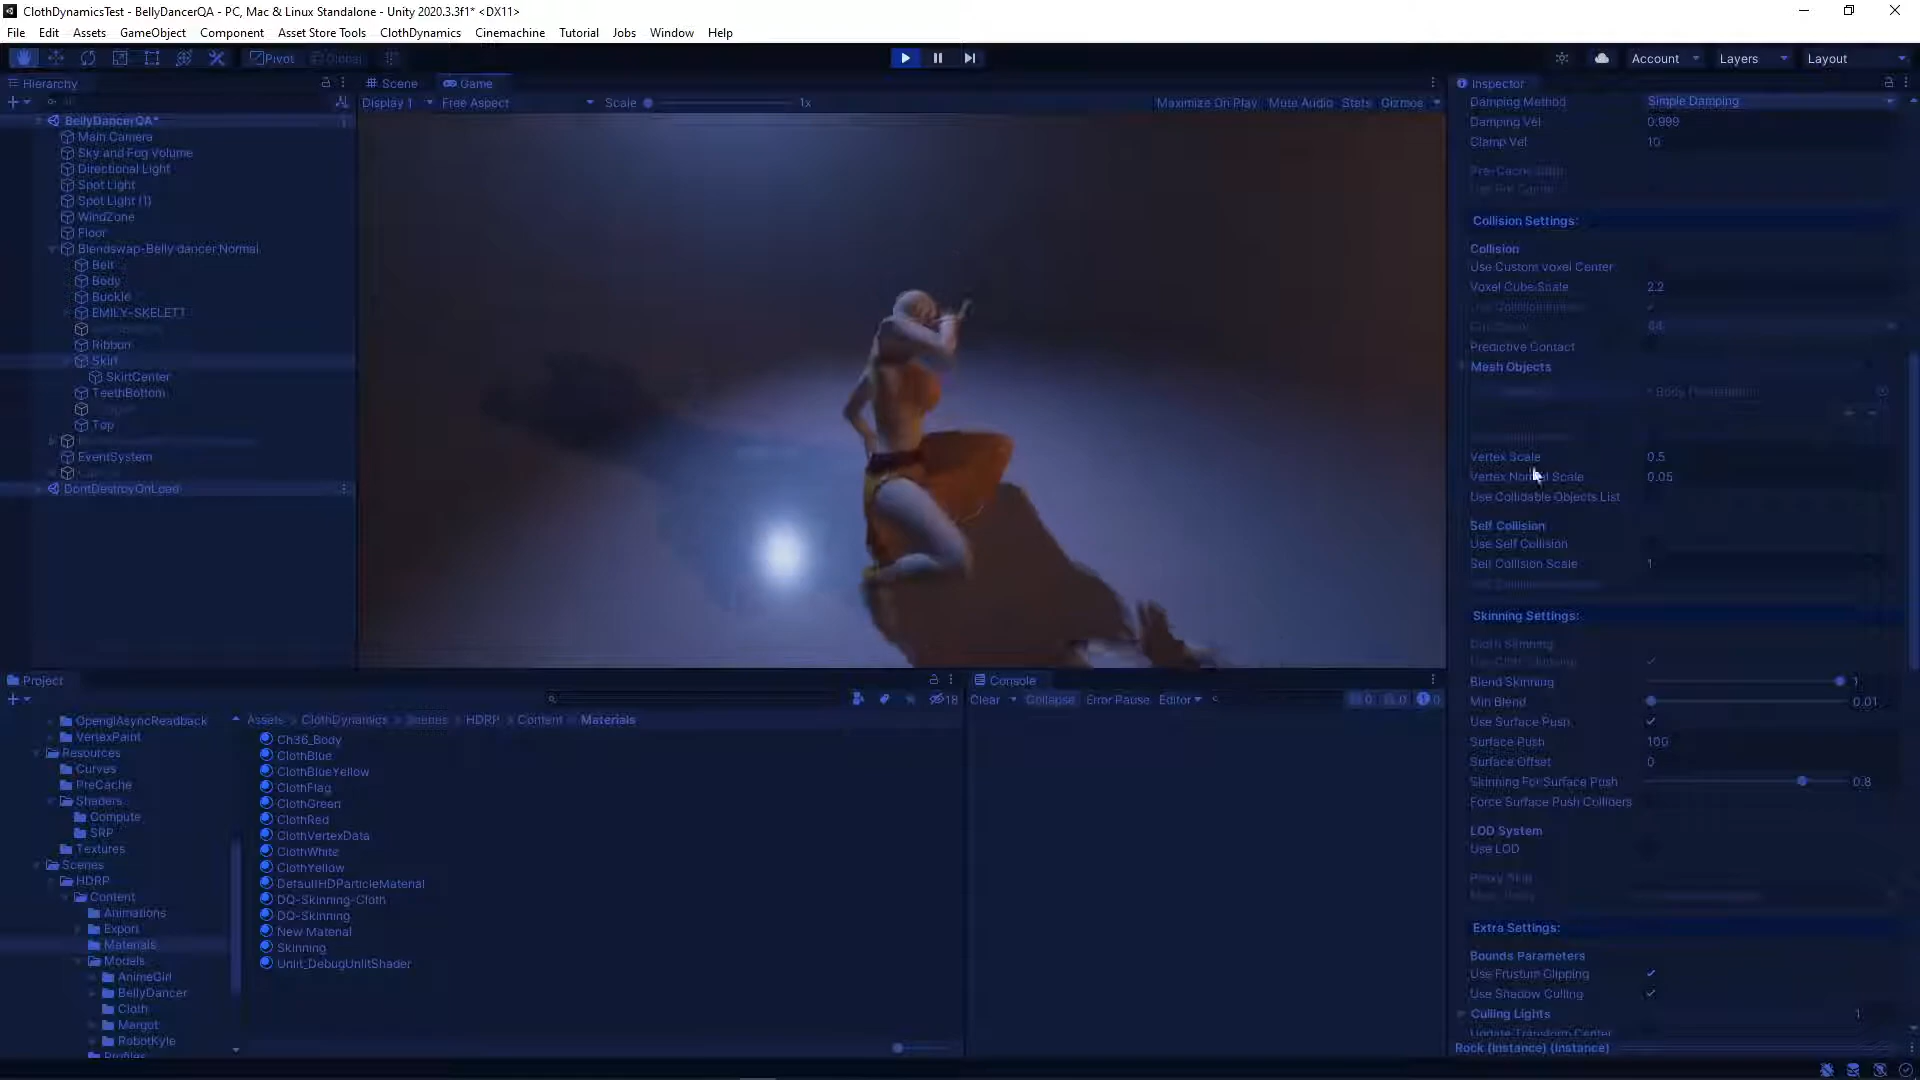 ClothDynamicsTest - BellyDancerQA - PC, Mac & Linux Standalone - Unity 2020.3.3f1* <DX11>
File Edit Assets GameObject Component Asset Store Tools ClothDynamics Cinemachine Tutorial Jobs Window Help
Pivot Global Account Layers Layout
Hierarchy
BellyDancerQA*
Main Camera
Sky and Fog Volume
Directional Light
Spot Light
Spot Light (1)
WindZone
Floor
Blendswap-Belly dancer Normal
Belt
Body
Buckle
EMILY-SKELETT
Ribbon
Skirt
SkirtCenter
TeethBottom
Top
EventSystem
DontDestroyOnLoad
Scene Game
Display 1 Free Aspect Scale 1x Maximize On Play Mute Audio Stats Gizmos
Inspector
Damping Method Simple Damping
Damping Vel 0.999
Clamp Vel 10
Collision Settings:
Collision
Use Custom Voxel Center
Voxel Cube Scale 2.2
64
Predictive Contact
Mesh Objects
Vertex Scale 0.5
Vertex Normal Scale 0.05
Use Collidable Objects List
Self Collision
Use Self Collision
Self Collision Scale 1
Skinning Settings:
Blend Skinning 1
Min Blend 0.01
Use Surface Push
Surface Push 100
Surface Offset 0
Skinning For Surface Push 0.8
Force Surface Push Colliders
LOD System
Use LOD
Extra Settings:
Bounds Parameters
Use Frustum Clipping
Use Shadow Culling
Culling Lights 1
Update Transform Center
Rock (Instance) (Instance)
Project
18
OpenglAsyncReadback
VertexPaint
Resources
Curves
PreCache
Shaders
Compute
SRP
Textures
Scenes
HDRP
Content
Animations
Export
Materials
Models
AnimeGirl
BellyDancer
Cloth
Margot
RobotKyle
Profiles
Assets > ClothDynamics > Scenes > HDRP > Content > Materials
Ch36_Body
ClothBlue
ClothBlueYellow
ClothFlag
ClothGreen
ClothRed
ClothVertexData
ClothWhite
ClothYellow
DefaultHDParticleMaterial
DQ-Skinning-Cloth
DQ-Skinning
New Material
Skinning
Unlit_DebugUnlitShader
Console
Clear Collapse Error Pause Editor 0 0 0